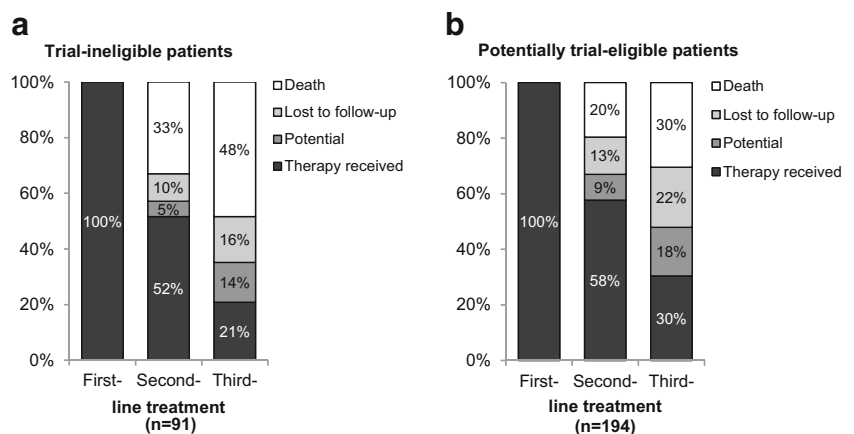 a
Trial-ineligible patients
100%
80%
60%
40%
20%
0%
100%
33%
10%
5%
52%
48%
16%
14%
21%
Death
Lost to follow-up
Potential
Therapy received
First- Second- Third-
line treatment
(n=91)
b
Potentially trial-eligible patients
100%
80%
60%
40%
20%
0%
100%
20%
13%
9%
58%
30%
22%
18%
30%
Death
Lost to follow-up
Potential
Therapy received
First- Second- Third-
line treatment
(n=194)